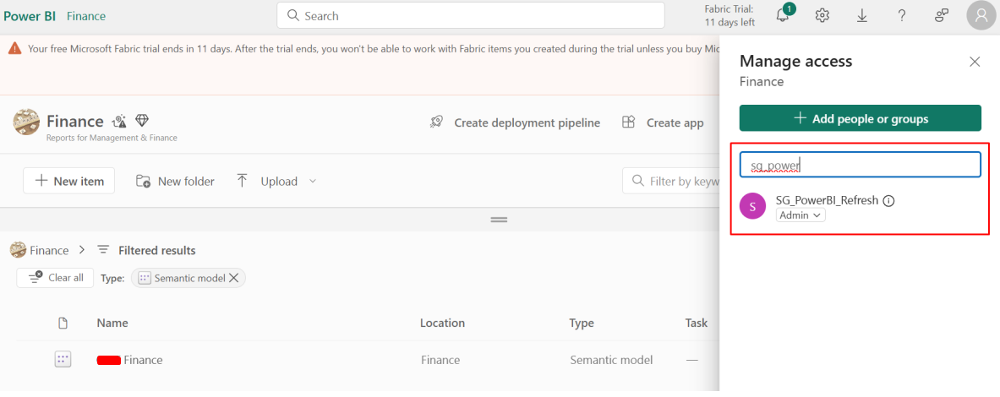 Power BI Finance
Search
Fabric Trial:
11 days left
1
Your free Microsoft Fabric trial ends in 11 days. After the trial ends, you won't be able to work with Fabric items you created during the trial unless you buy
Manage access
Finance
Add people or groups
Finance
Reports for Management & Finance
Create deployment pipeline
Create app
sg_power
New item
New folder
Upload
Filter by
S
SG_PowerBI_Refresh
Admin
Finance
Filtered results
Clear all
Type:
Semantic model
Name Location Type Task
Finance Finance Semantic model —